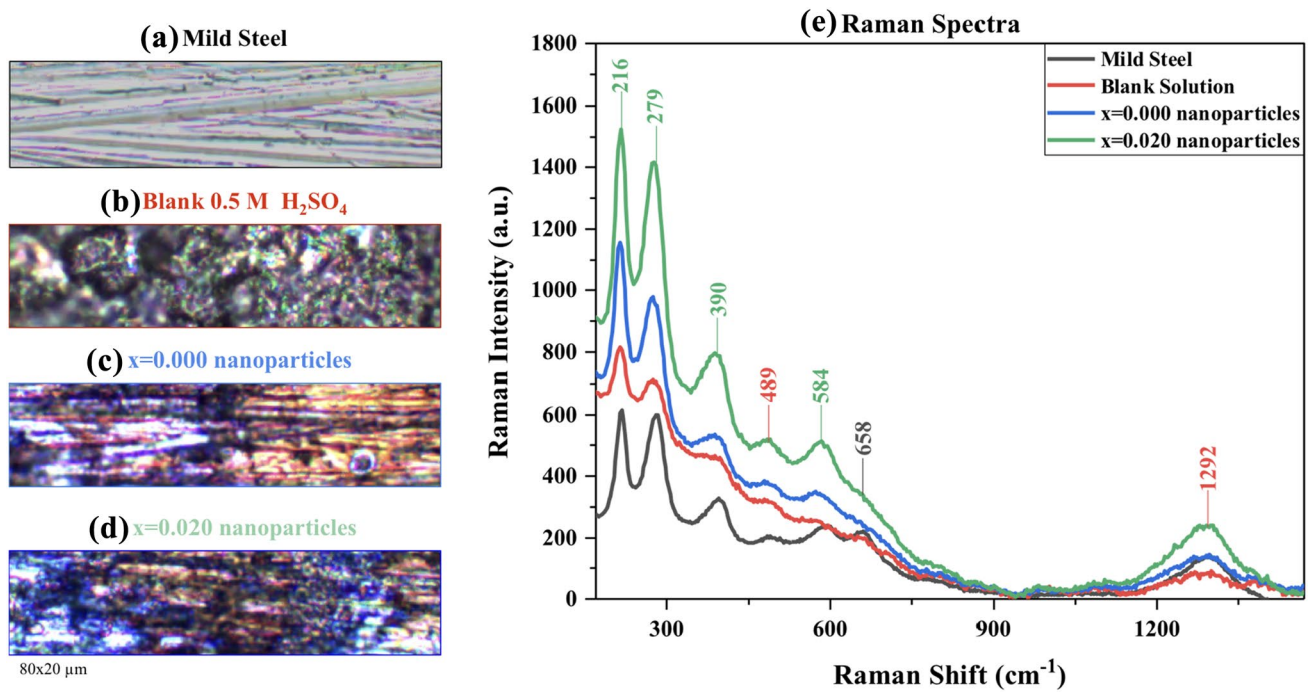 (a) Mild Steel
(b) Blank 0.5 M H₂SO₄
(c) x=0.000 nanoparticles
(d) x=0.020 nanoparticles
80x20 µm
(e) Raman Spectra
Mild Steel
Blank Solution
x=0.000 nanoparticles
x=0.020 nanoparticles
216
279
390
489
584
658
1292
1800
1600
1400
1200
1000
800
600
400
200
0
Raman Intensity (a.u.)
300
600
900
1200
Raman Shift (cm⁻¹)